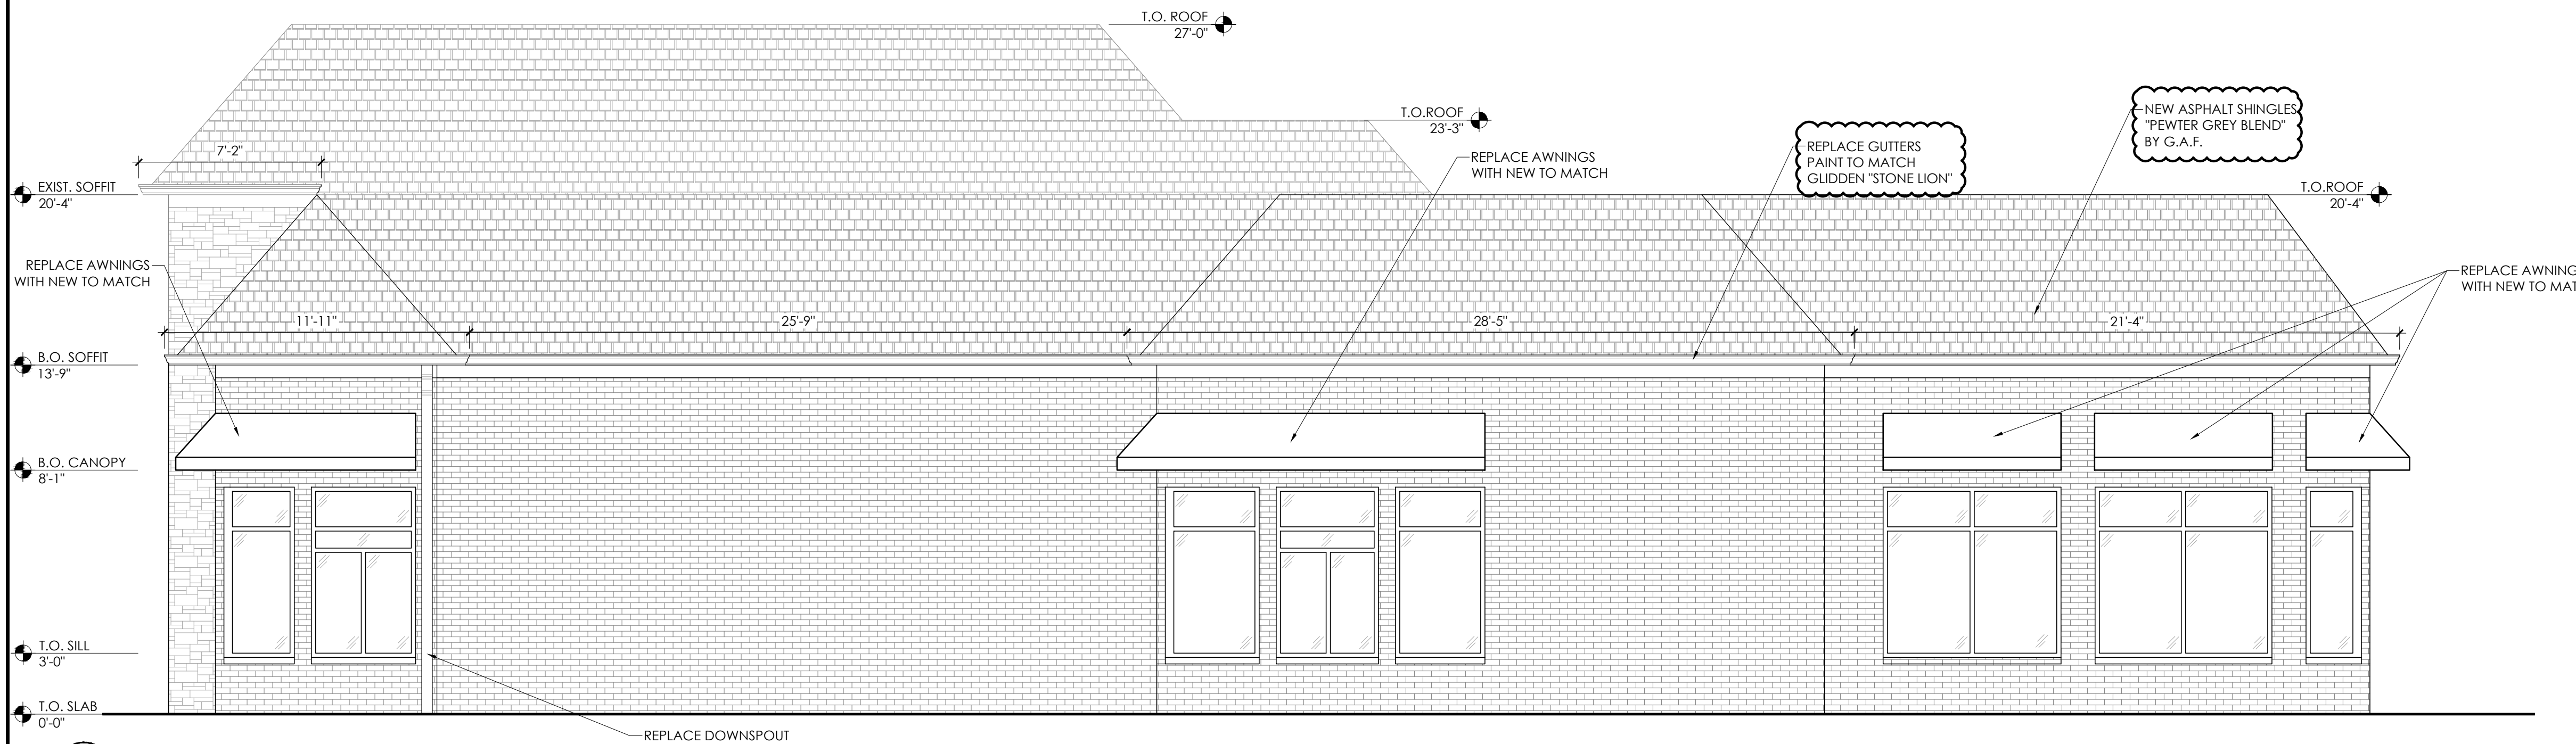 T.O. ROOF
27'-0"
T.O.ROOF
23'-3"
NEW ASPHALT SHINGLES
"PEWTER GREY BLEND"
BY G.A.F.
REPLACE GUTTERS
PAINT TO MATCH
GLIDDEN "STONE LION"
7'-2"
REPLACE AWNINGS
WITH NEW TO MATCH
EXIST. SOFFIT
20'-4"
T.O.ROOF
20'-4"
REPLACE AWNINGS
WITH NEW TO MATCH
REPLACE AWNING
WITH NEW TO MAT
11'-11"
25'-9"
28'-5"
21'-4"
B.O. SOFFIT
13'-9"
B.O. CANOPY
8'-1"
T.O. SILL
3'-0"
T.O. SLAB
0'-0"
REPLACE DOWNSPOUT